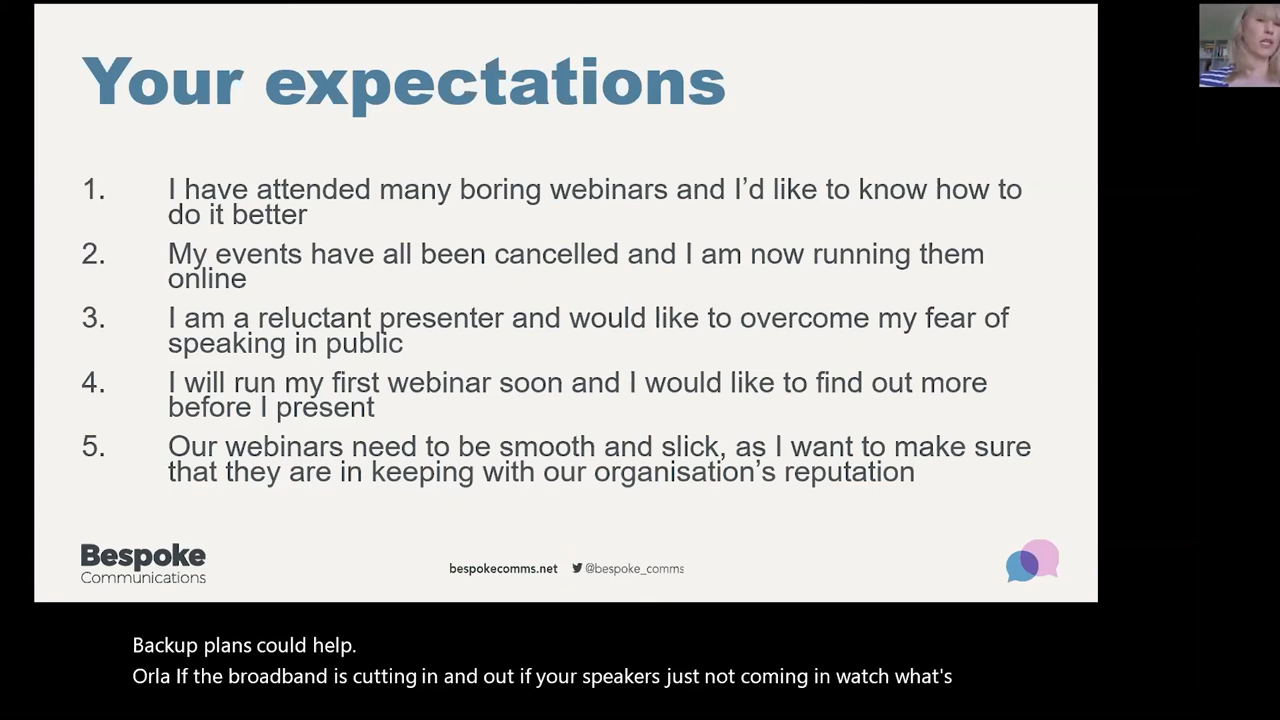 Your expectations
1. I have attended many boring webinars and I'd like to know how to
do it better
2. My events have all been cancelled and I am now running them
online
3. I am a reluctant presenter and would like to overcome my fear of
speaking in public
4. I will run my first webinar soon and I would like to find out more
before I present
5. Our webinars need to be smooth and slick, as I want to make sure
that they are in keeping with our organisation's reputation
Bespoke
Communications
bespokecomms.net @bespoke_comms
Backup plans could help.
Orla If the broadband is cutting in and out if your speakers just not coming in watch what's